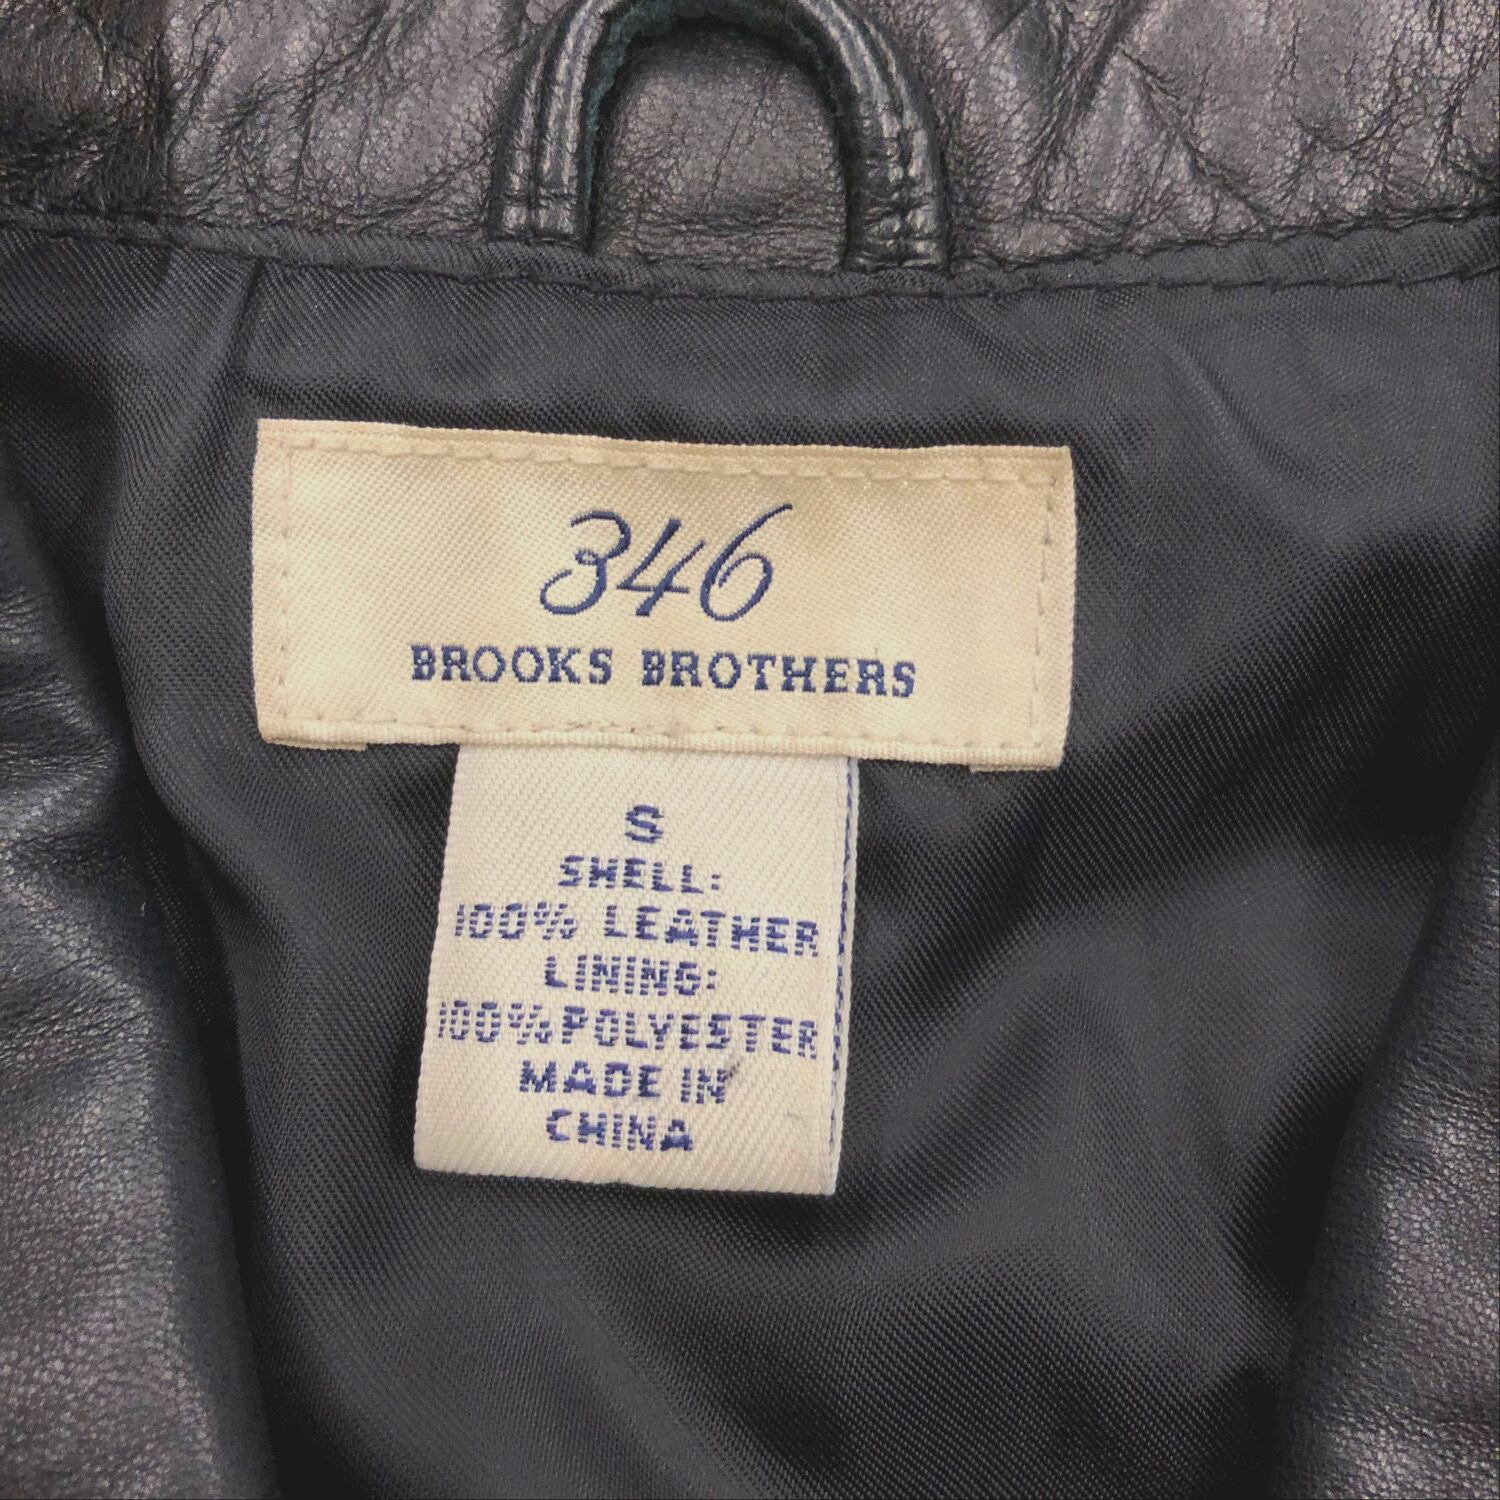 346
BROOKS BROTHERS
S
SHELL:
100% LEATHER
LINING:
100% POLYESTER
MADE IN
CHINA